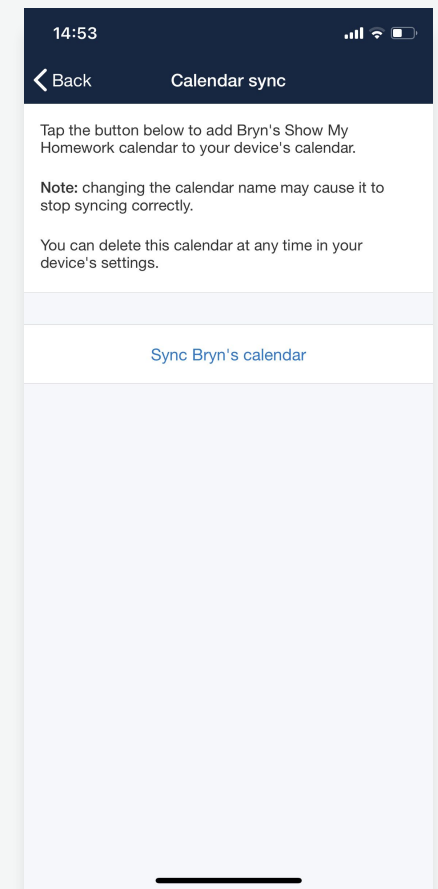 14:53
Back
Calendar sync
Tap the button below to add Bryn's Show My
Homework calendar to your device's calendar.
Note: changing the calendar name may cause it to
stop syncing correctly.
You can delete this calendar at any time in your
device's settings.
Sync Bryn's calendar